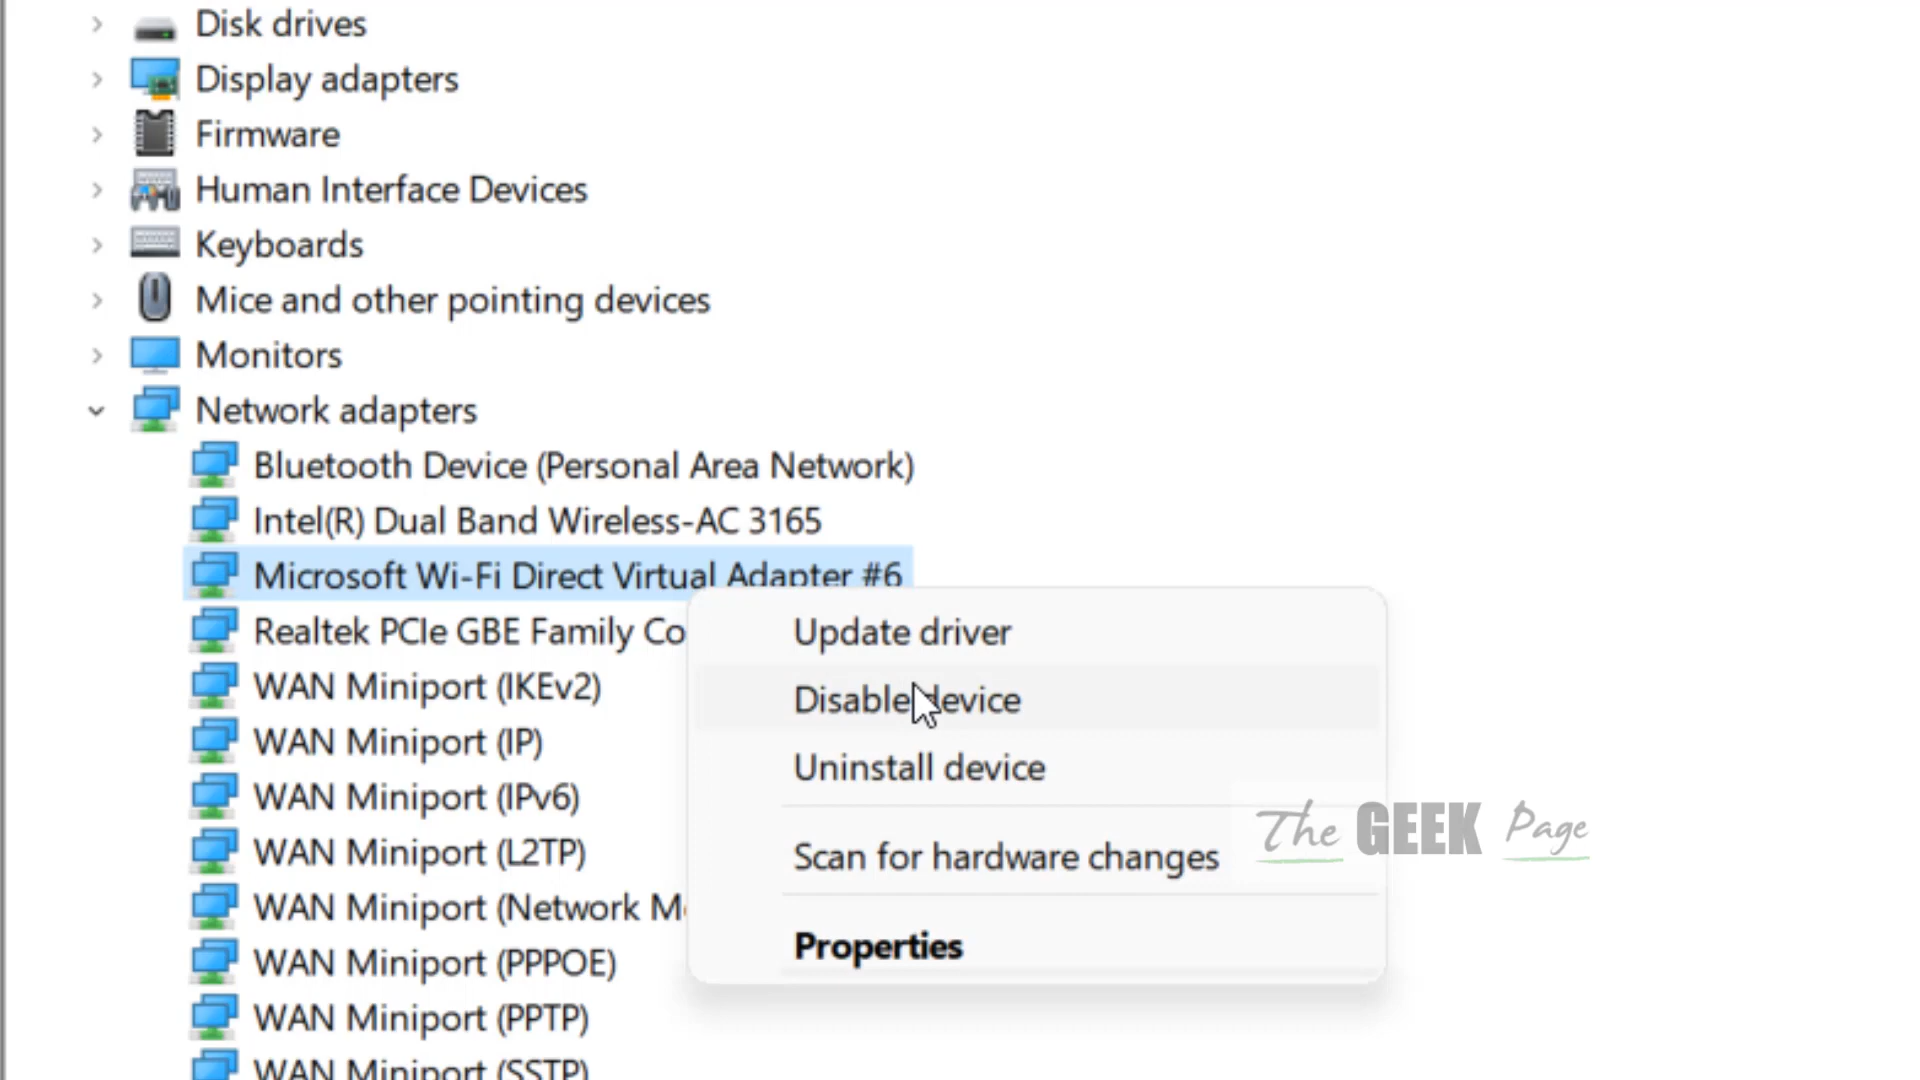 Disk drives
Display adapters
Firmware
Human Interface Devices
Keyboards
Mice and other pointing devices
Monitors
Network adapters
Bluetooth Device (Personal Area Network)
Intel(R) Dual Band Wireless-AC 3165
Microsoft Wi-Fi Direct Virtual Adapter #6
Realtek PCIe GBE Family Co
WAN Miniport (IKEv2)
WAN Miniport (IP)
WAN Miniport (IPv6)
WAN Miniport (L2TP)
WAN Miniport (Network M
WAN Miniport (PPPOE)
WAN Miniport (PPTP)
WAN Miniport (SSTP)
Update driver
Disable device
Uninstall device
Scan for hardware changes
Properties
The GEEK Page